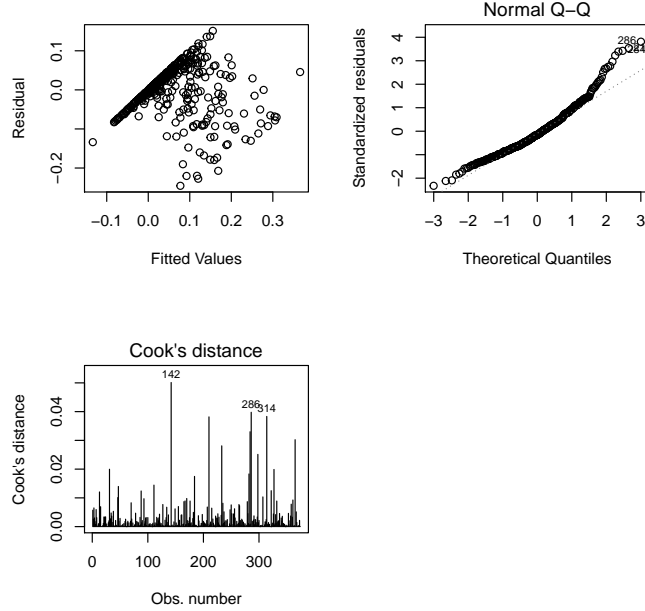 Residual
0.1
0.0
−0.2
−0.1 0.0 0.1 0.2 0.3
Fitted Values
Normal Q−Q
Standardized residuals
4
3
2
1
0
−2
286
−3 −2 −1 0 1 2 3
Theoretical Quantiles
Cook's distance
Cook's distance
0.04
0.02
0.00
142
286
314
0 100 200 300
Obs. number